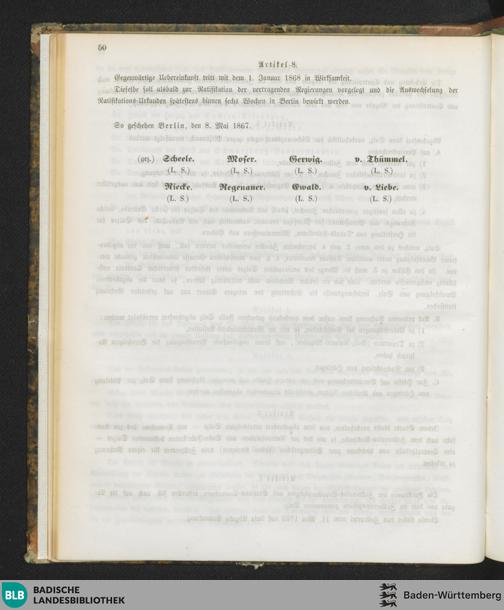 50
Artikel 8.
Gegenwärtige Uebereinkunft tritt mit dem 1. Januar 1868 in Wirksamkeit.
Dieselbe soll alsbald zur Ratifikation der vertragenden Regierungen vorgelegt und die Auswechselung der
Ratifikations-Urkunden spätestens binnen sechs Wochen in Berlin bewirkt werden.
So geschehen Berlin, den 8. Mai 1867.
(gez.) Scheele. Moser. Gerwig. v. Thümmel.
(L. S.) (L. S.) (L. S.) (L. S.)
Riecke. Regenauer. Ewald. v. Liebe.
(L. S.) (L. S.) (L. S.) (L. S.)
BLB BADISCHE
LANDESBIBLIOTHEK
Baden-Württemberg